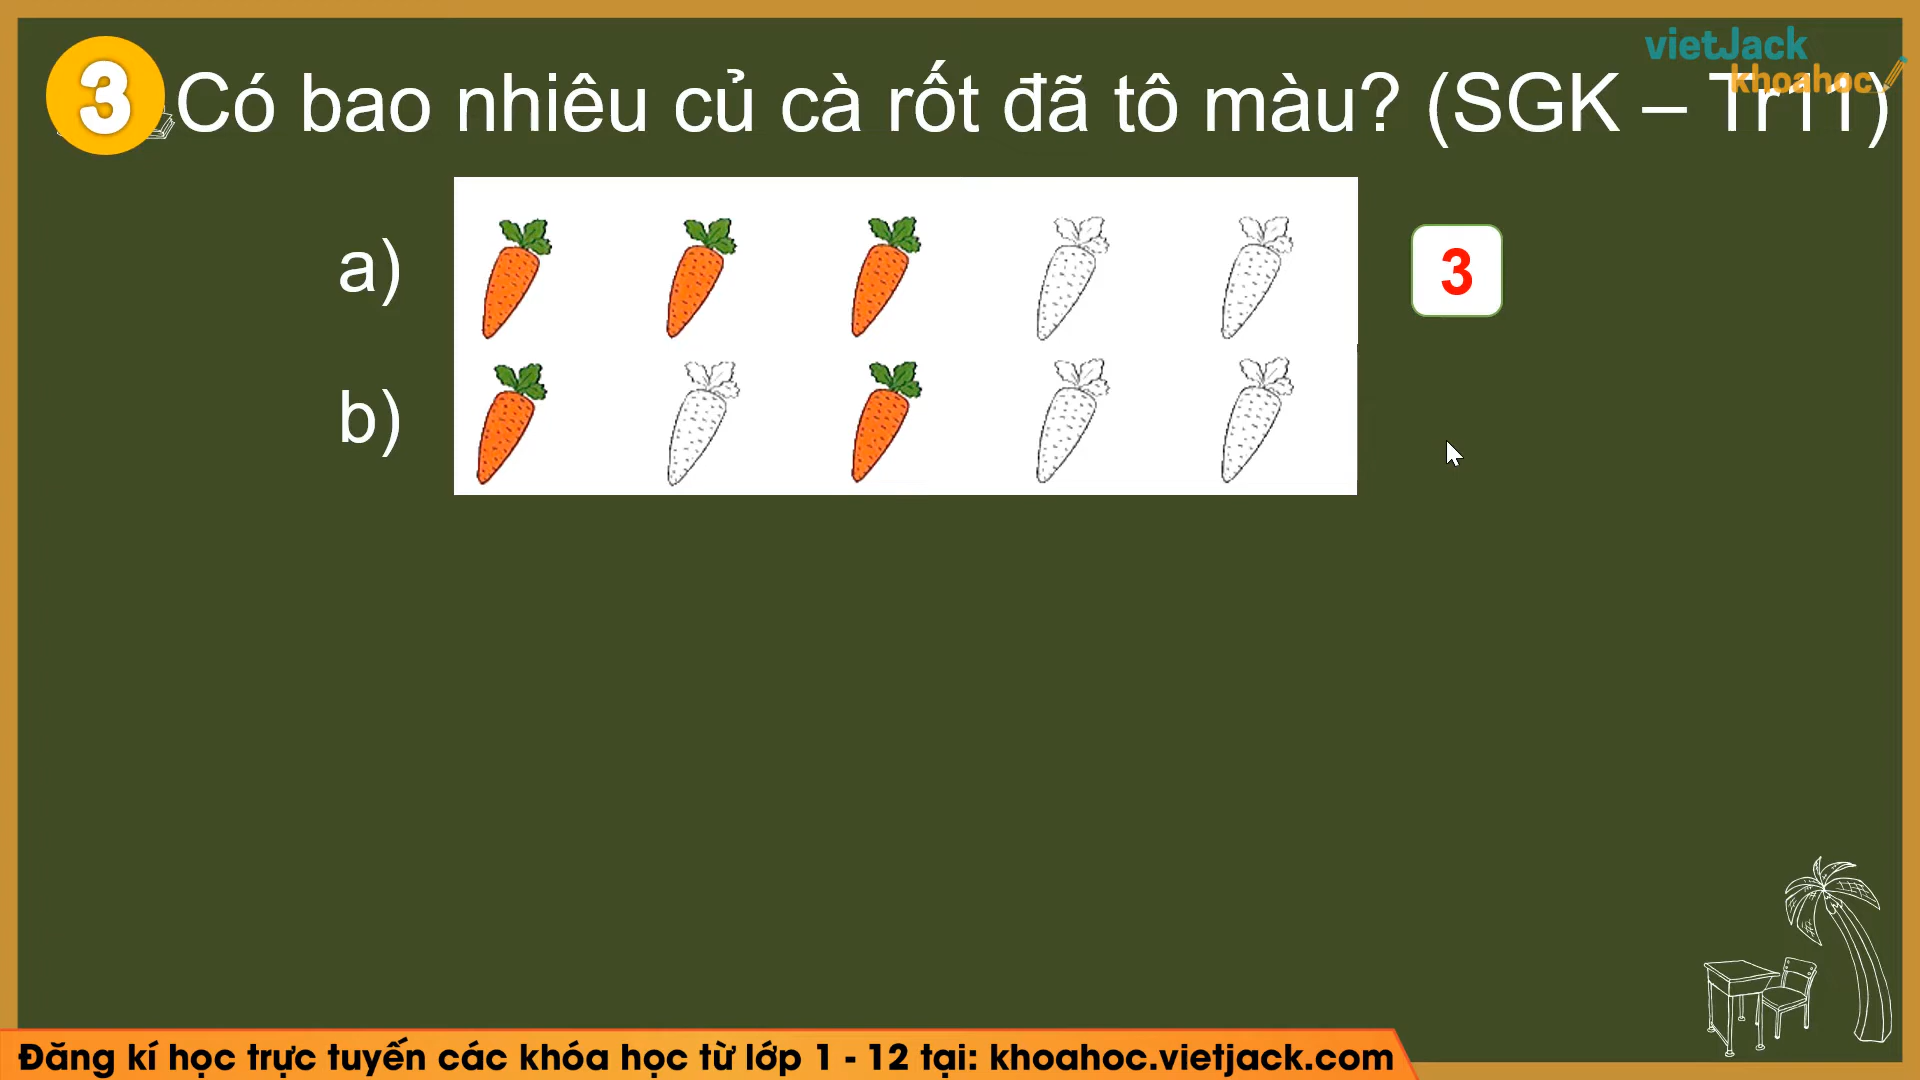 vietJack
khoahoc
3 Có bao nhiêu củ cà rốt đã tô màu? (SGK – Tr11)
a)
3
b)
Đăng kí học trực tuyến các khóa học từ lớp 1 - 12 tại: khoahoc.vietjack.com